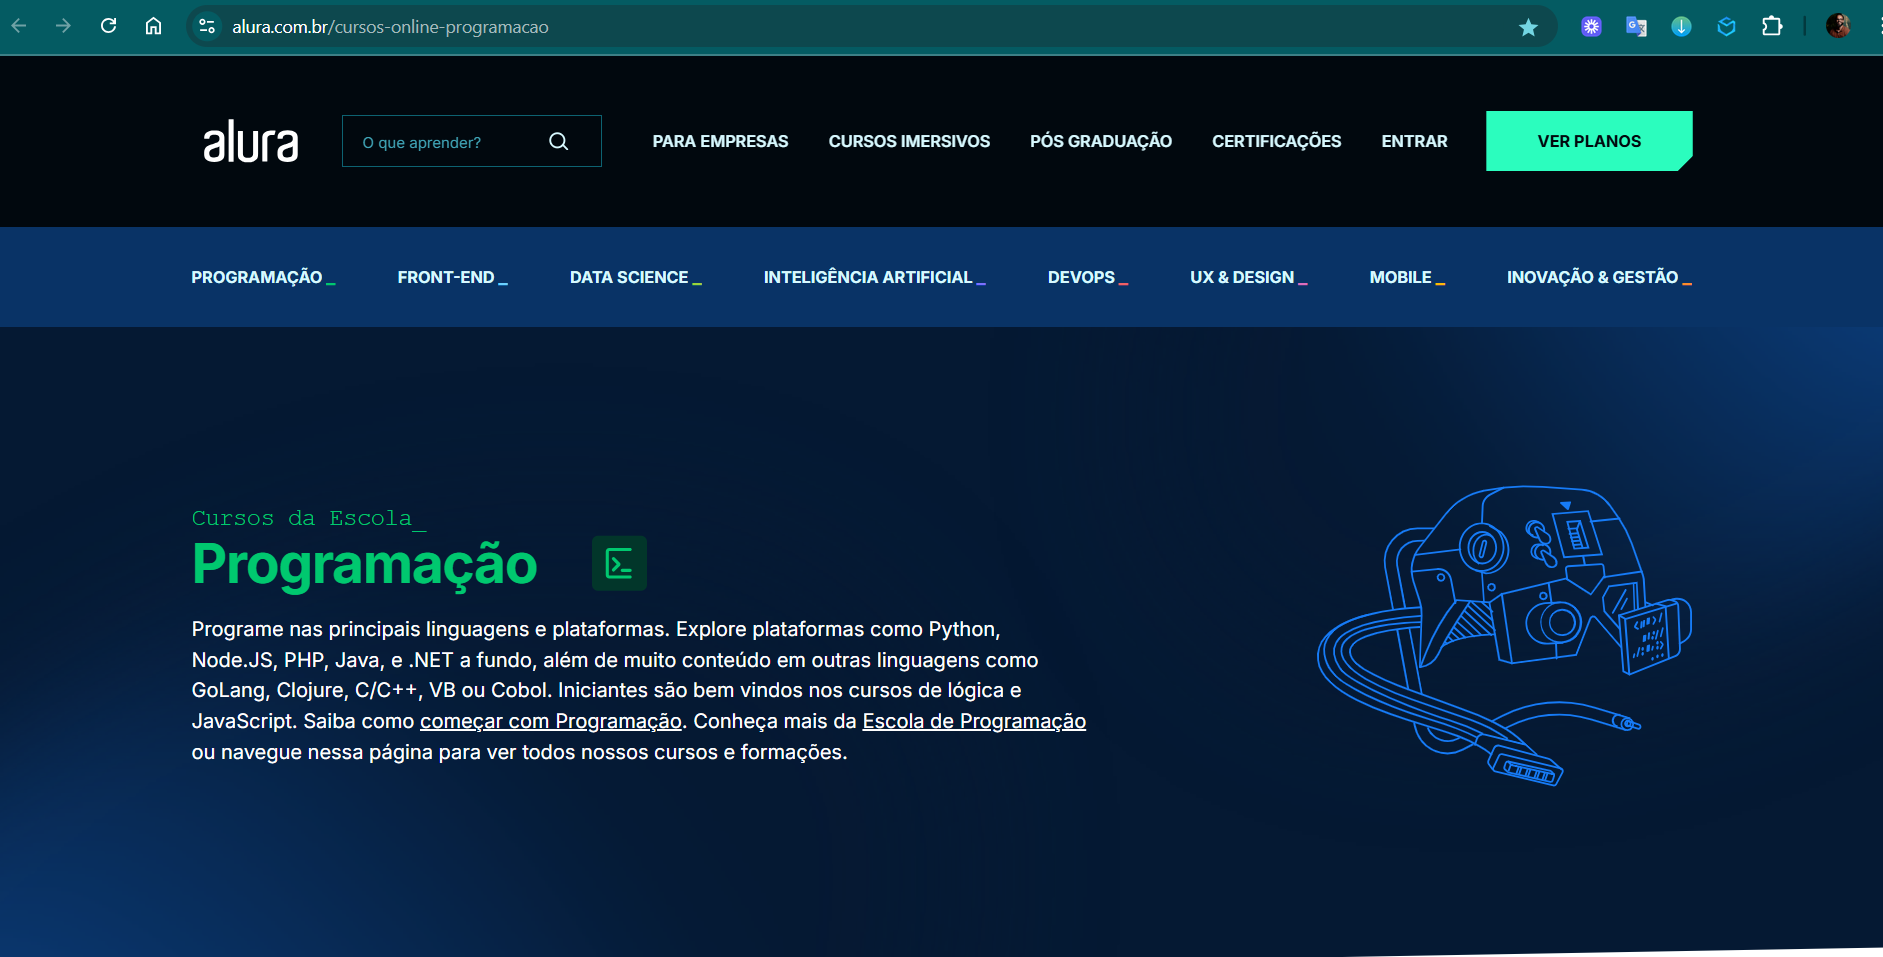 alura.com.br/cursos-online-programacao
alura
O que aprender?
PARA EMPRESAS
CURSOS IMERSIVOS
PÓS GRADUAÇÃO
CERTIFICAÇÕES
ENTRAR
VER PLANOS
PROGRAMAÇÃO_
FRONT-END_
DATA SCIENCE_
INTELIGÊNCIA ARTIFICIAL_
DEVOPS_
UX & DESIGN_
MOBILE_
INOVAÇÃO & GESTÃO_
Cursos da Escola_
Programação
Programe nas principais linguagens e plataformas. Explore plataformas como Python,
Node.JS, PHP, Java, e .NET a fundo, além de muito conteúdo em outras linguagens como
GoLang, Clojure, C/C++, VB ou Cobol. Iniciantes são bem vindos nos cursos de lógica e
JavaScript. Saiba como começar com Programação. Conheça mais da Escola de Programação
ou navegue nessa página para ver todos nossos cursos e formações.